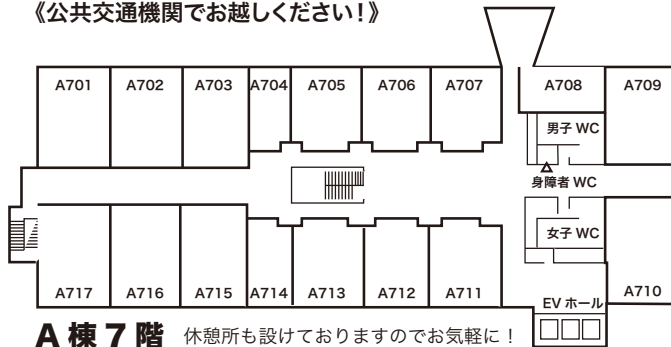 《公共交通機関でお越しください！》
A701 A702 A703 A704 A705 A706 A707 A708 A709
男子 WC
身障者 WC
女子 WC
A717 A716 A715 A714 A713 A712 A711 A710
EV ホール
A 棟 7 階 休憩所も設けておりますのでお気軽に！